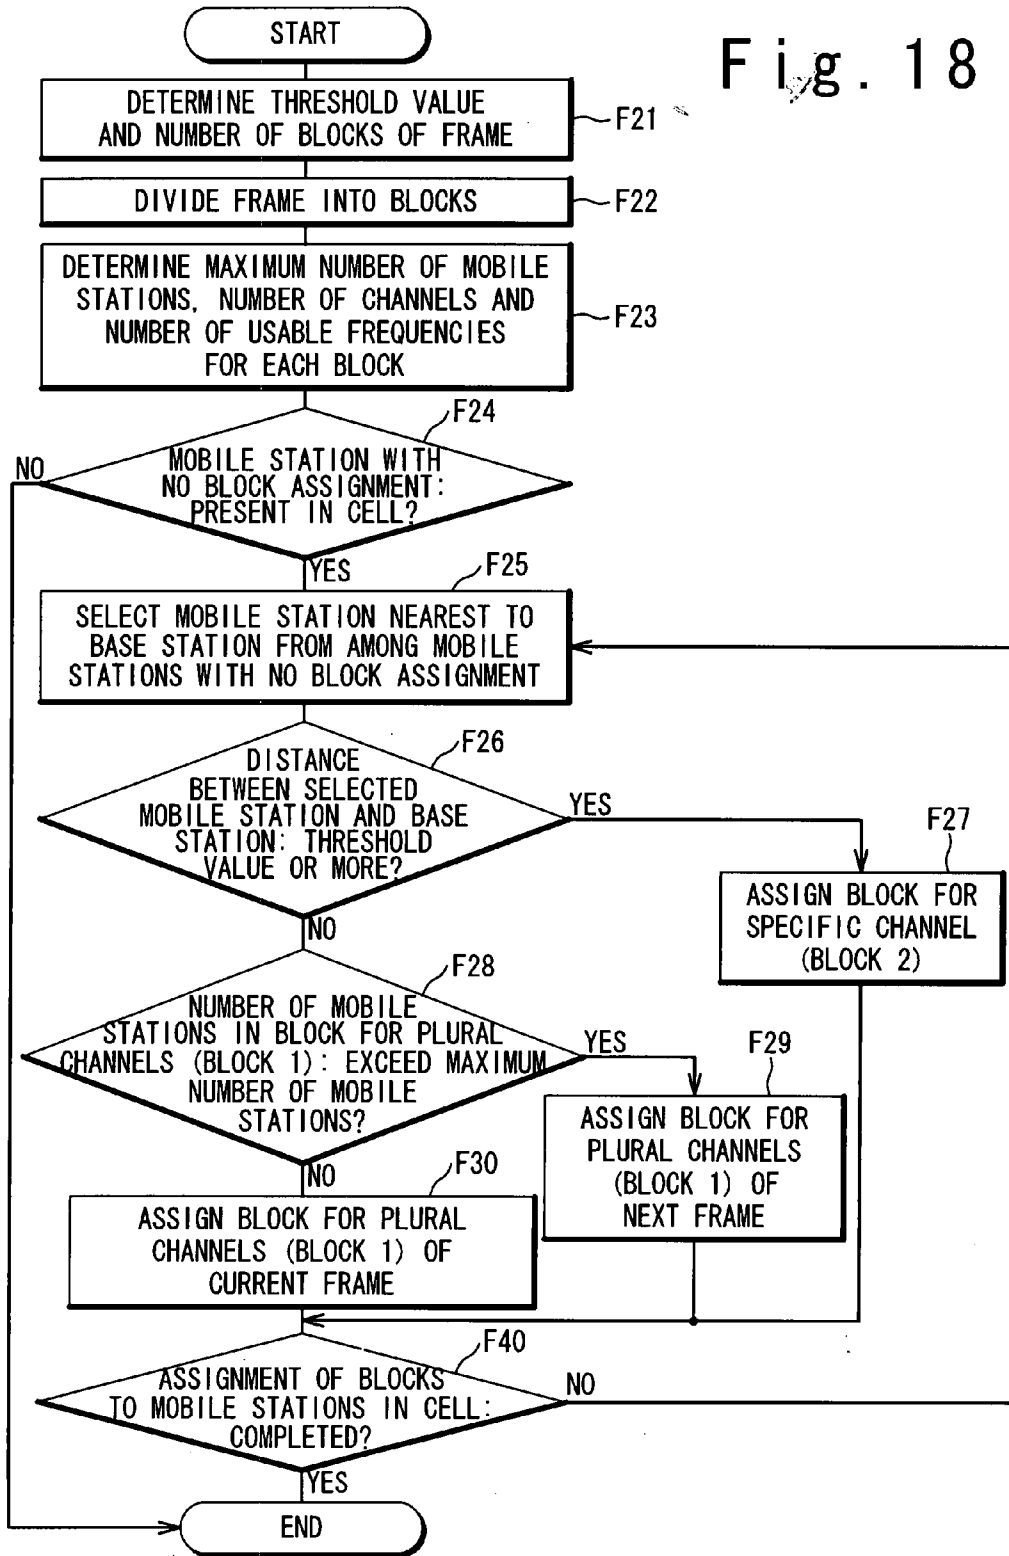 START
Fig. 18
DETERMINE THRESHOLD VALUE
AND NUMBER OF BLOCKS OF FRAME
F21
DIVIDE FRAME INTO BLOCKS
F22
DETERMINE MAXIMUM NUMBER OF MOBILE
STATIONS, NUMBER OF CHANNELS AND
NUMBER OF USABLE FREQUENCIES
FOR EACH BLOCK
F23
F24
MOBILE STATION WITH
NO BLOCK ASSIGNMENT:
PRESENT IN CELL?
NO
YES
F25
SELECT MOBILE STATION NEAREST TO
BASE STATION FROM AMONG MOBILE
STATIONS WITH NO BLOCK ASSIGNMENT
F26
DISTANCE
BETWEEN SELECTED
MOBILE STATION AND BASE
STATION: THRESHOLD
VALUE OR MORE?
YES
NO
F27
ASSIGN BLOCK FOR
SPECIFIC CHANNEL
(BLOCK 2)
F28
NUMBER OF MOBILE
STATIONS IN BLOCK FOR PLURAL
CHANNELS (BLOCK 1): EXCEED MAXIMUM
NUMBER OF MOBILE
STATIONS?
YES
NO
F29
ASSIGN BLOCK FOR
PLURAL CHANNELS
(BLOCK 1) OF
NEXT FRAME
F30
ASSIGN BLOCK FOR PLURAL
CHANNELS (BLOCK 1) OF
CURRENT FRAME
F40
ASSIGNMENT OF BLOCKS
TO MOBILE STATIONS IN CELL:
COMPLETED?
NO
YES
END